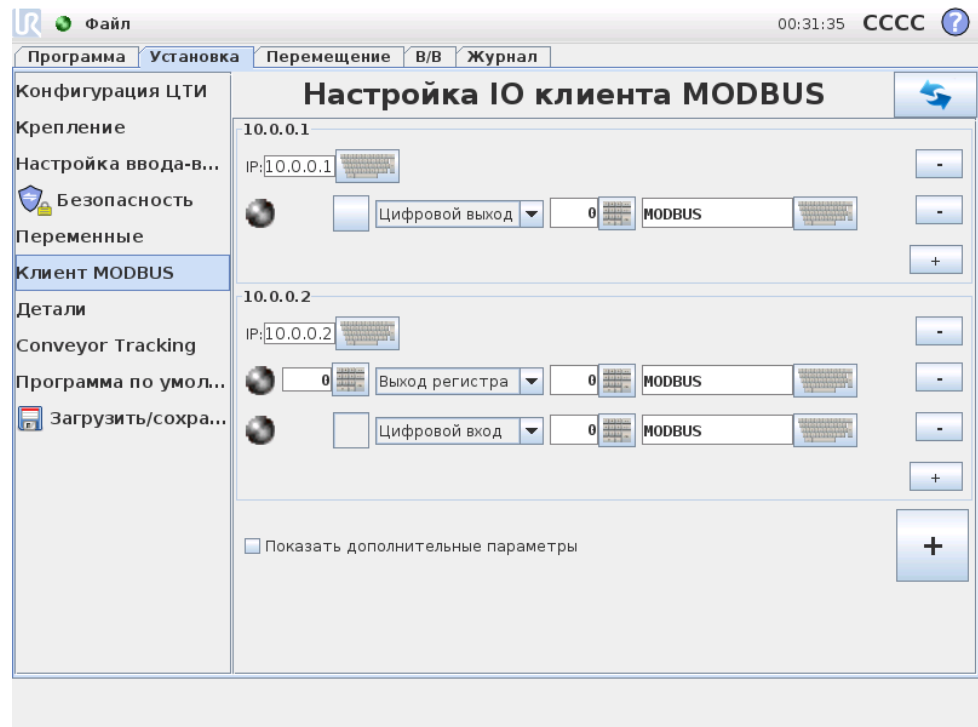 UR Файл 00:31:35 CCCC ?
Программа Установка Перемещение В/В Журнал
Конфигурация ЦТИ
Крепление
Настройка ввода-в...
Безопасность
Переменные
Клиент MODBUS
Детали
Conveyor Tracking
Программа по умол...
Загрузить/сохра...
Настройка IO клиента MODBUS
10.0.0.1
IP: 10.0.0.1 -
Цифровой выход 0 MODBUS -
+
10.0.0.2
IP: 10.0.0.2 -
0 Выход регистра 0 MODBUS -
Цифровой вход 0 MODBUS -
+
Показать дополнительные параметры +